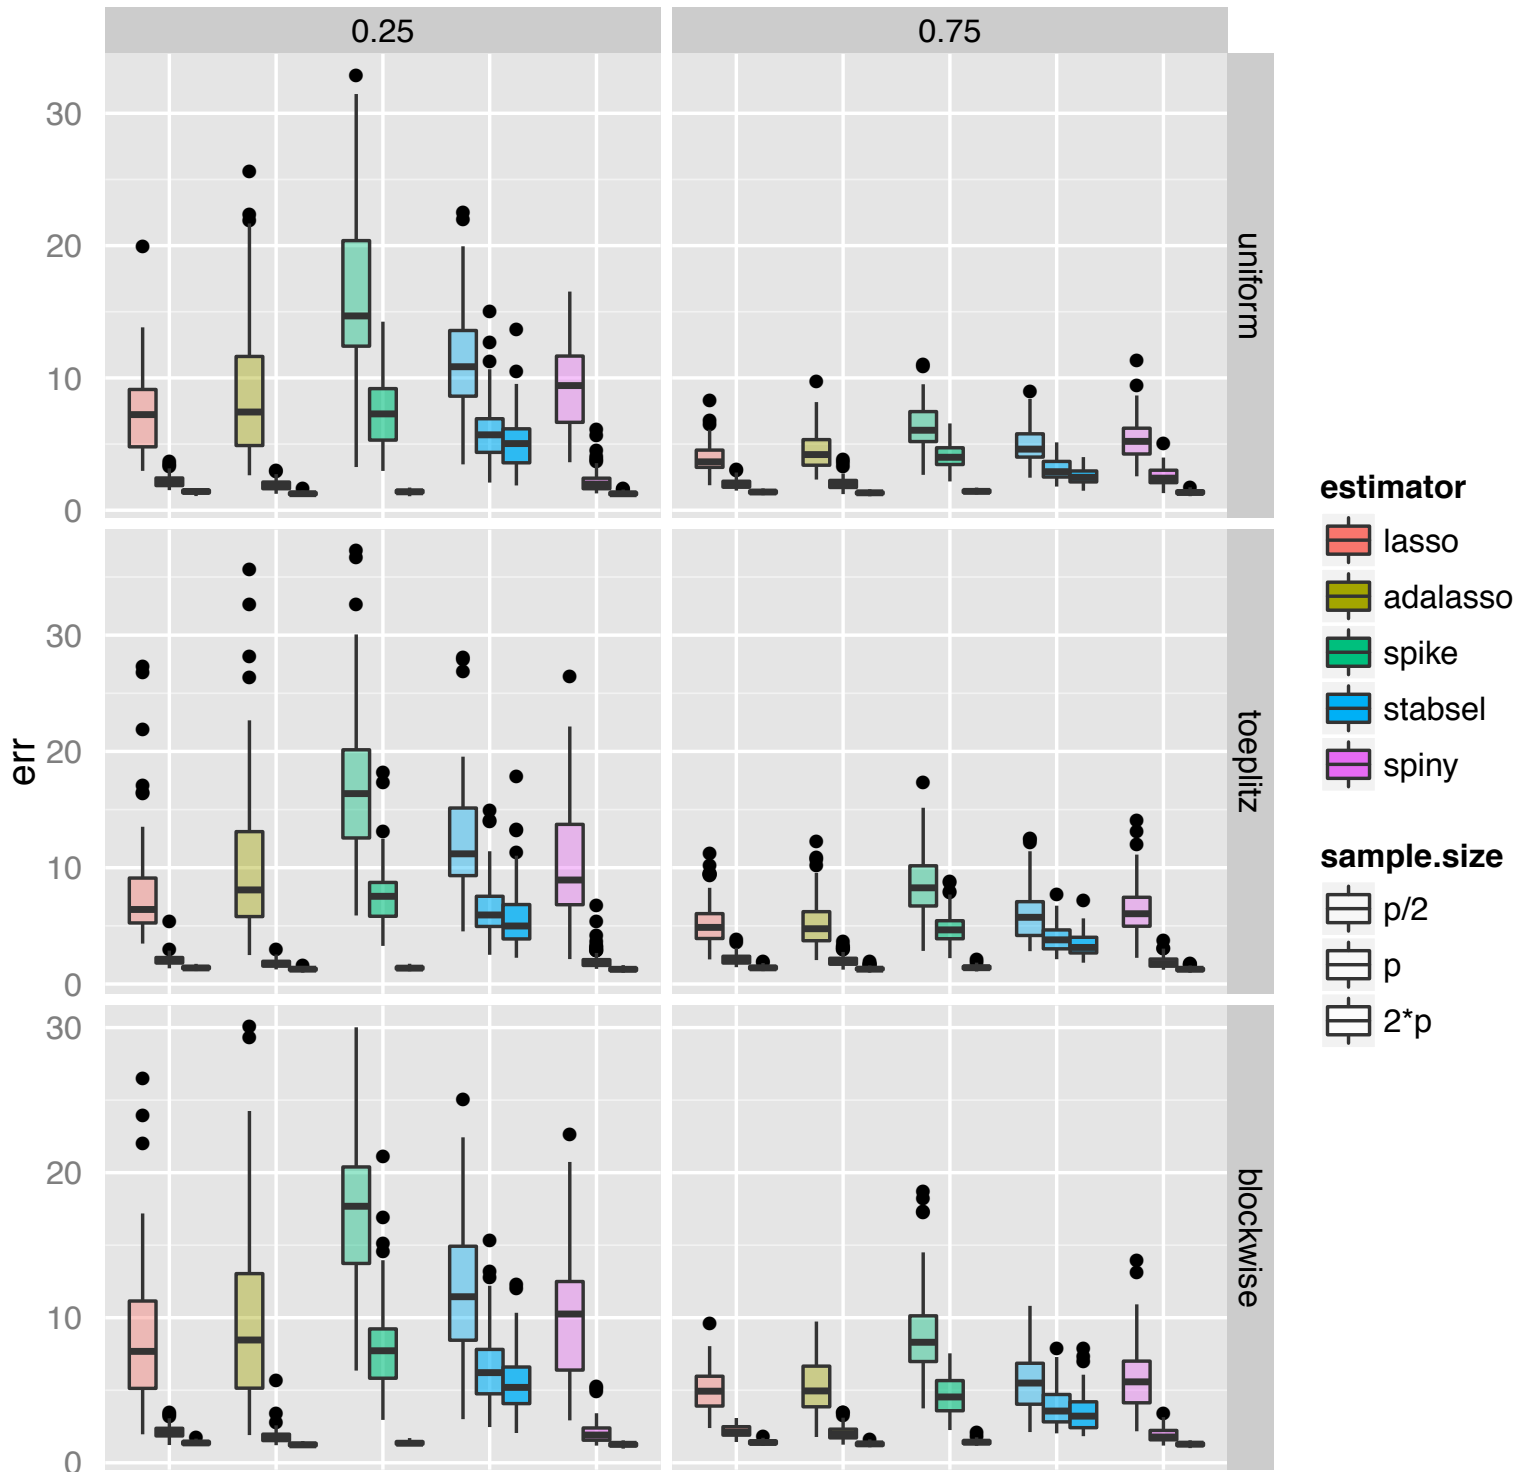 0.25
0.75
30
20
10
0
uniform
30
20
10
0
toeplitz
30
20
10
0
blockwise
err
estimator
lasso
adalasso
spike
stabsel
spiny
sample.size
p/2
p
2*p